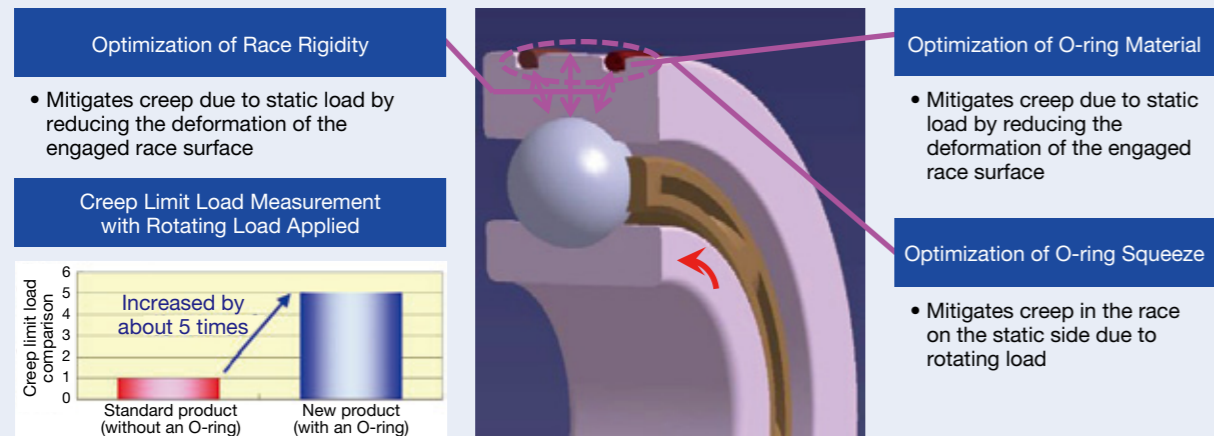 Optimization of Race Rigidity
• Mitigates creep due to static load by
reducing the deformation of the
engaged race surface
Creep Limit Load Measurement
with Rotating Load Applied
Creep limit load
comparison
6
5
4
3
2
1
0
Increased by
about 5 times
Standard product
(without an O-ring)
New product
(with an O-ring)
Optimization of O-ring Material
• Mitigates creep due to static
load by reducing the
deformation of the engaged
race surface
Optimization of O-ring Squeeze
• Mitigates creep in the race
on the static side due to
rotating load